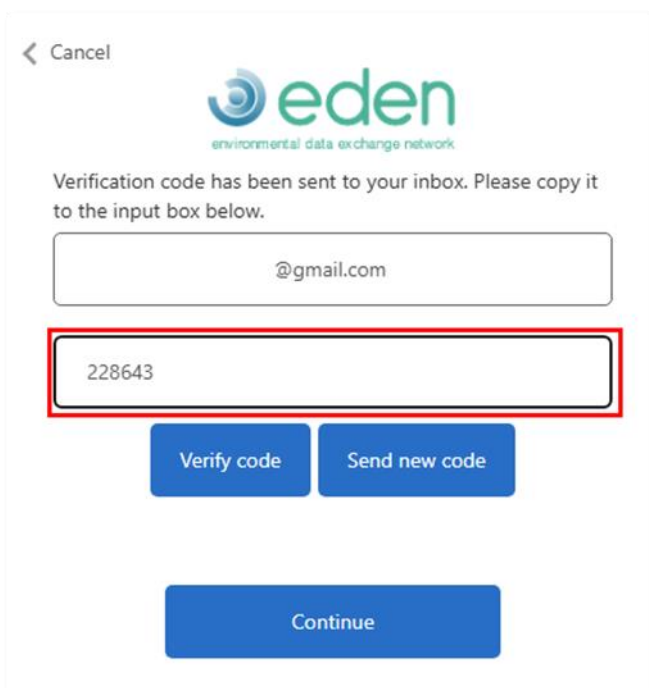 Cancel
eden
environmental data exchange network
Verification code has been sent to your inbox. Please copy it
to the input box below.
@gmail.com
228643
Verify code Send new code
Continue